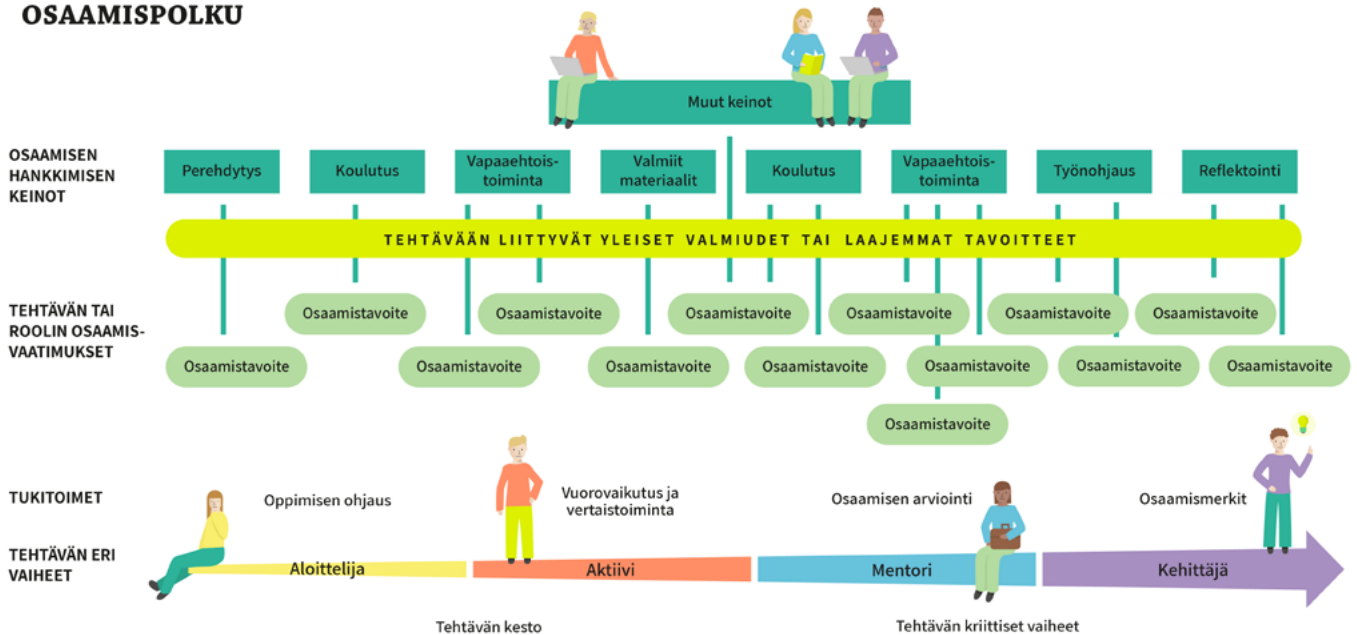 OSAAMISPOLKU
Muut keinot
OSAAMISEN
HANKKIMISEN
KEINOT
Perehdytys
Koulutus
Vapaaehtois-
toiminta
Valmiit
materiaalit
Koulutus
Vapaaehtois-
toiminta
Työnohjaus
Reflektointi
TEHTÄVÄÄN LIITTYVÄT YLEISET VALMIUDET TAI LAAJEMMAT TAVOITTEET
TEHTÄVÄN TAI
ROOLIN OSAAMIS-
VAATIMUKSET
Osaamistavoite
Osaamistavoite
Osaamistavoite
Osaamistavoite
Osaamistavoite
Osaamistavoite
Osaamistavoite
Osaamistavoite
Osaamistavoite
Osaamistavoite
Osaamistavoite
Osaamistavoite
Osaamistavoite
Osaamistavoite
TUKITOIMET
Oppimisen ohjaus
Vuorovaikutus ja
vertaistoiminta
Osaamisen arviointi
Osaamismerkit
TEHTÄVÄN ERI
VAIHEET
Aloittelija
Aktiivi
Mentori
Kehittäjä
Tehtävän kesto
Tehtävän kriittiset vaiheet